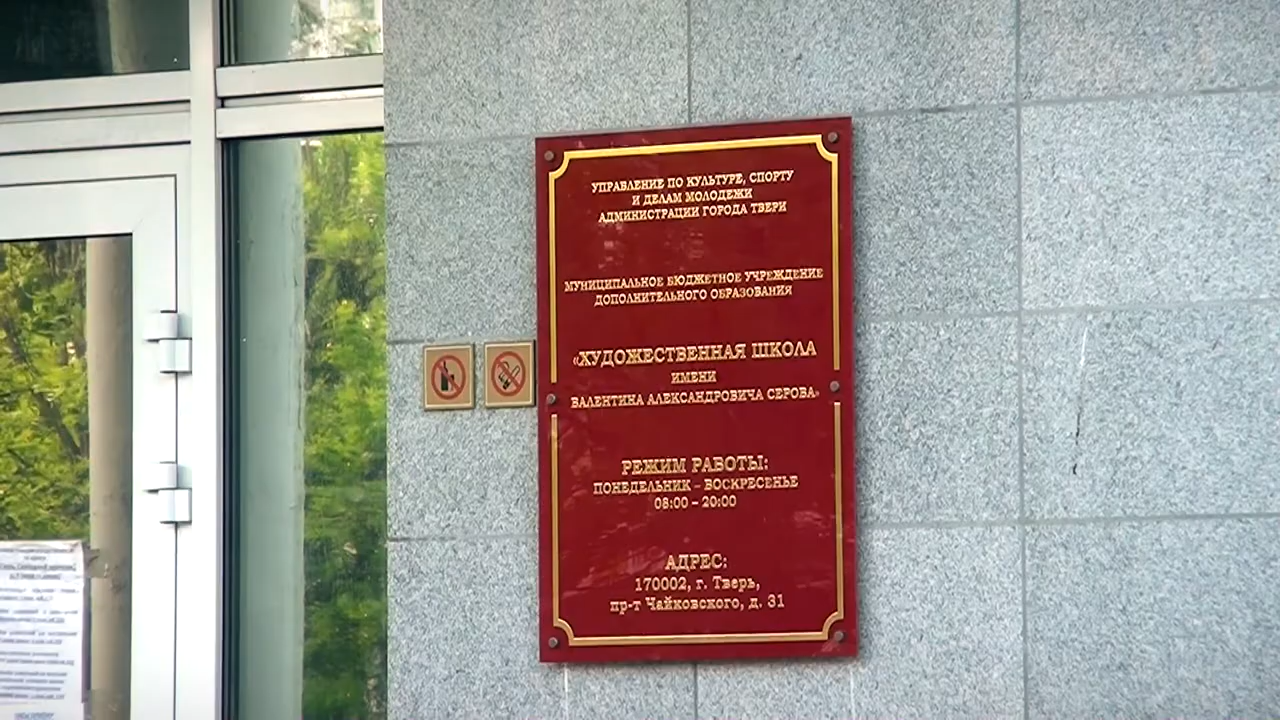 УПРАВЛЕНИЕ ПО КУЛЬТУРЕ, СПОРТУ
И ДЕЛАМ МОЛОДЕЖИ
АДМИНИСТРАЦИИ ГОРОДА ТВЕРИ
МУНИЦИПАЛЬНОЕ БЮДЖЕТНОЕ УЧРЕЖДЕНИЕ
ДОПОЛНИТЕЛЬНОГО ОБРАЗОВАНИЯ
«ХУДОЖЕСТВЕННАЯ ШКОЛА
ИМЕНИ
ВАЛЕНТИНА АЛЕКСАНДРОВИЧА СЕРОВА»
РЕЖИМ РАБОТЫ:
ПОНЕДЕЛЬНИК – ВОСКРЕСЕНЬЕ
08:00 – 20:00
АДРЕС:
170002, г. Тверь,
пр-т Чайковского, д. 31